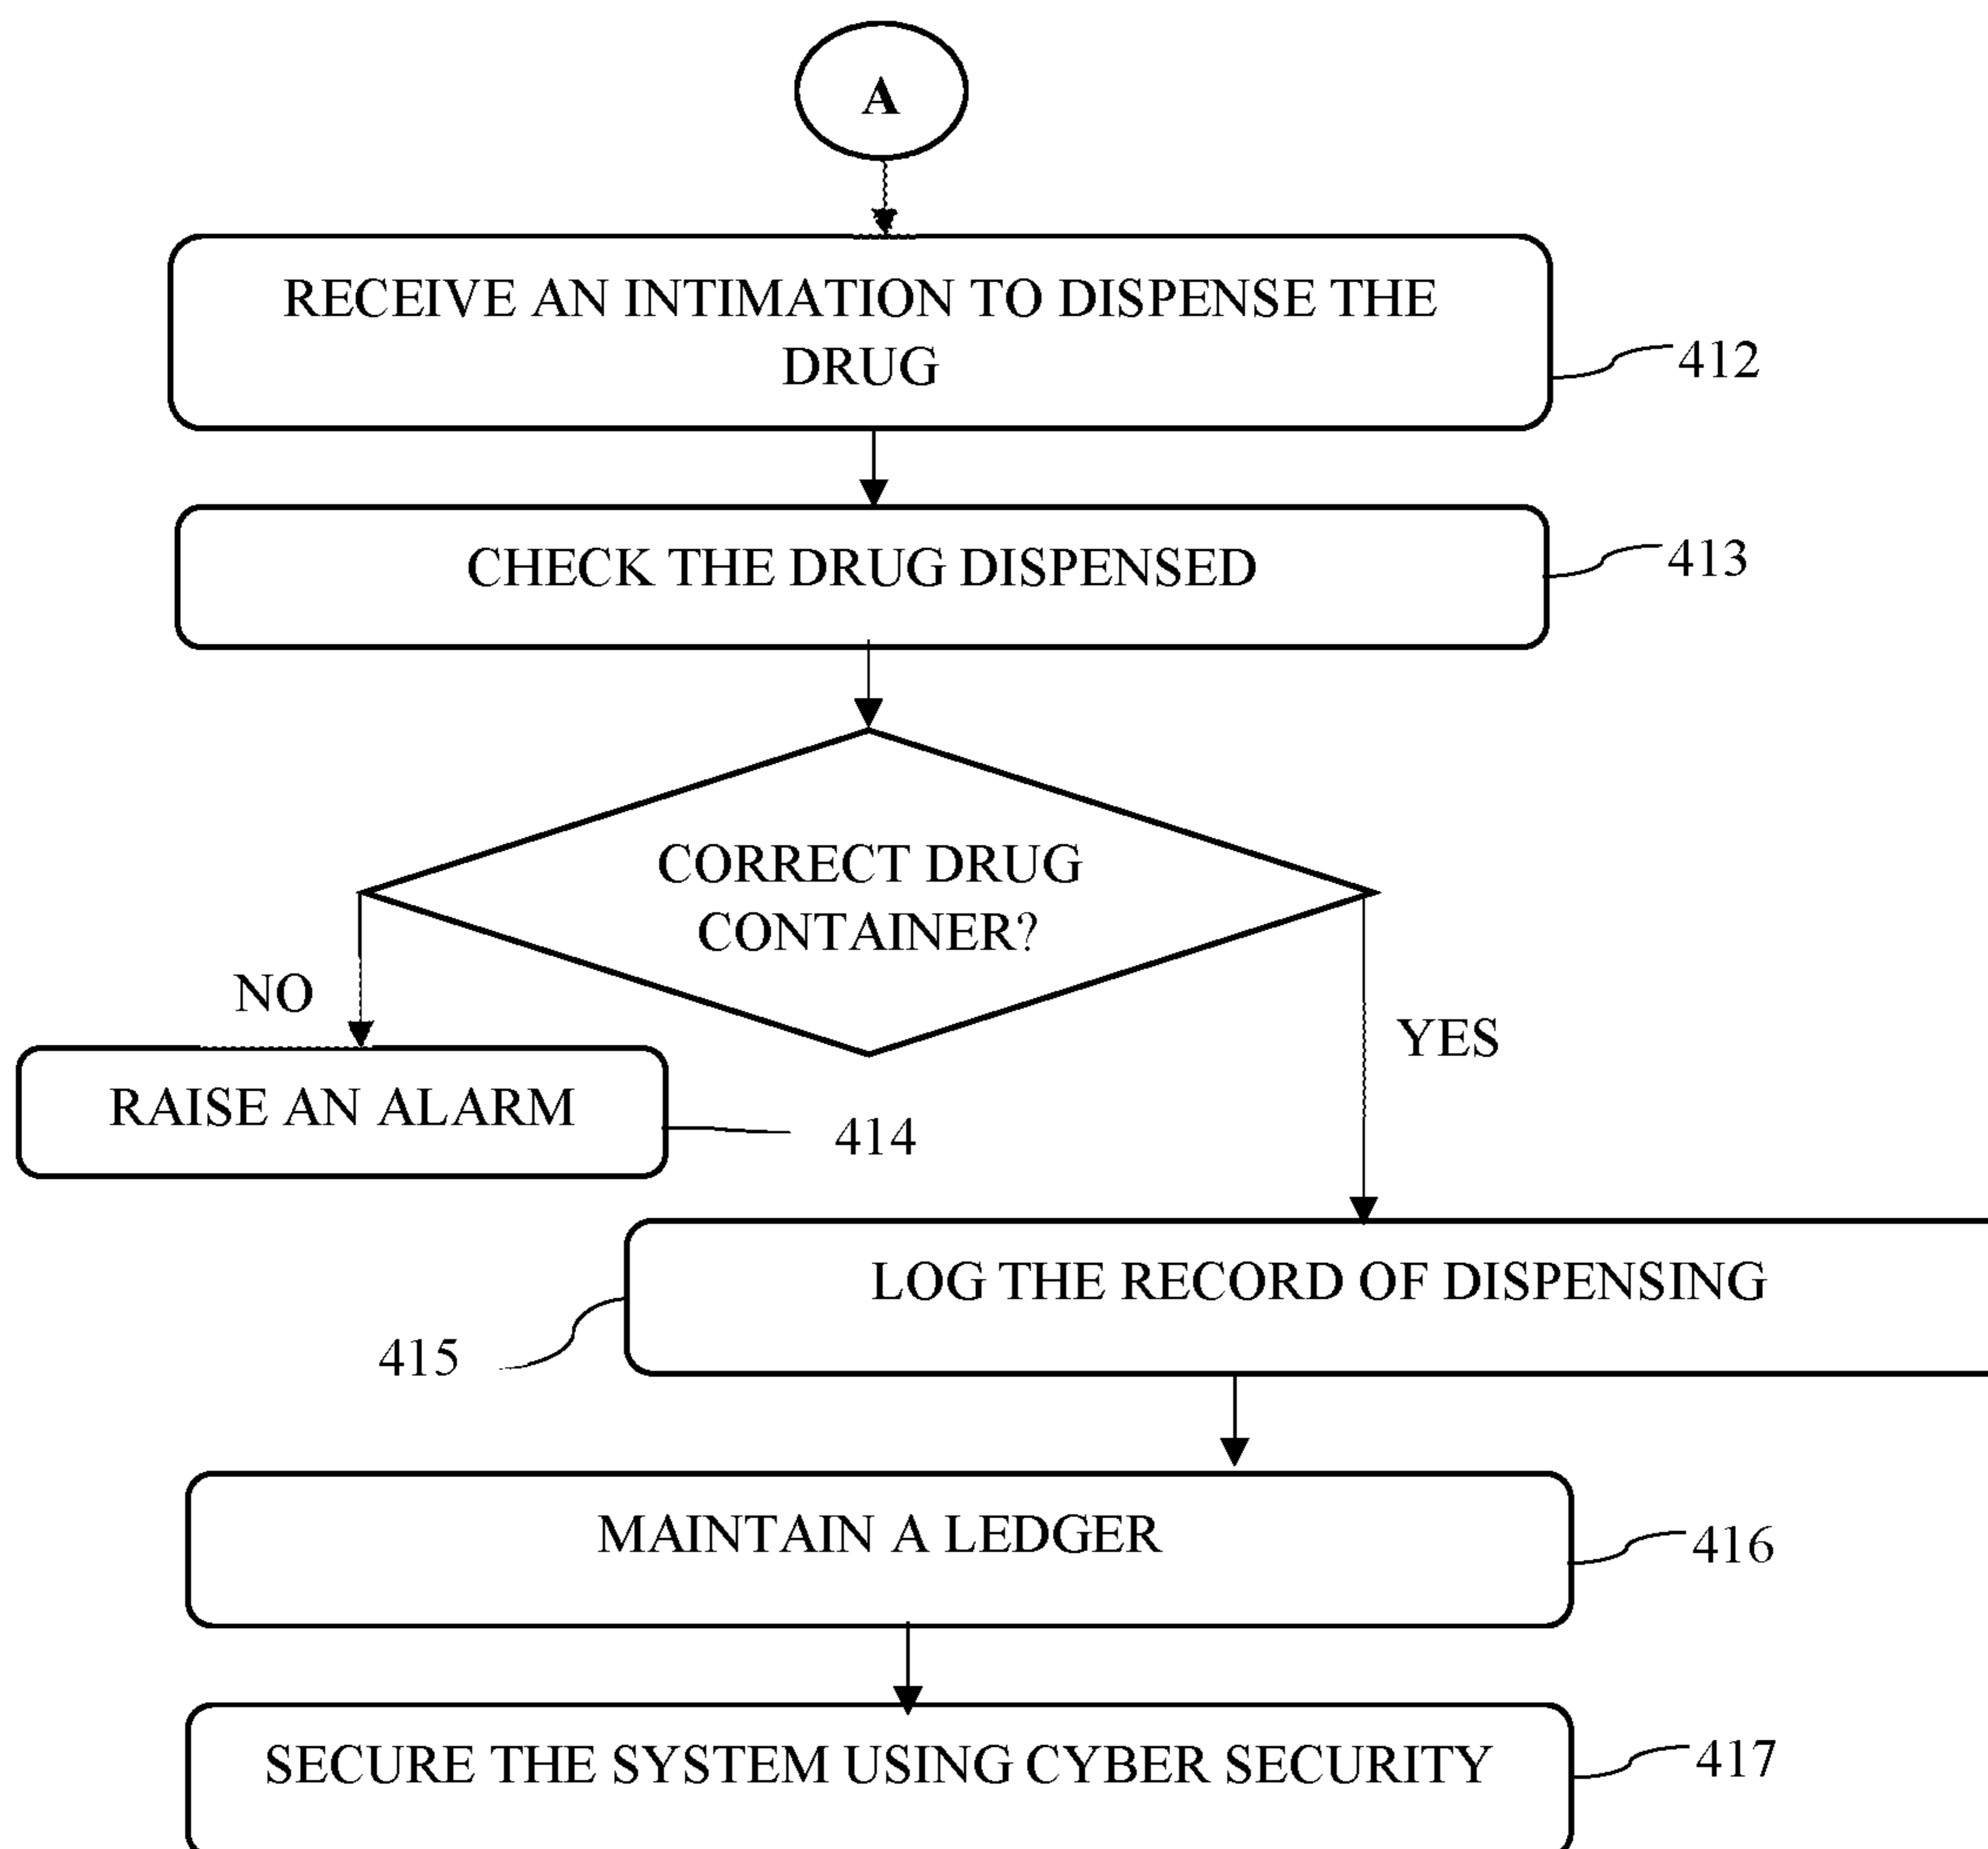 A
RECEIVE AN INTIMATION TO DISPENSE THE
DRUG
412
CHECK THE DRUG DISPENSED
413
CORRECT DRUG
CONTAINER?
NO
YES
RAISE AN ALARM
414
LOG THE RECORD OF DISPENSING
415
MAINTAIN A LEDGER
416
SECURE THE SYSTEM USING CYBER SECURITY
417